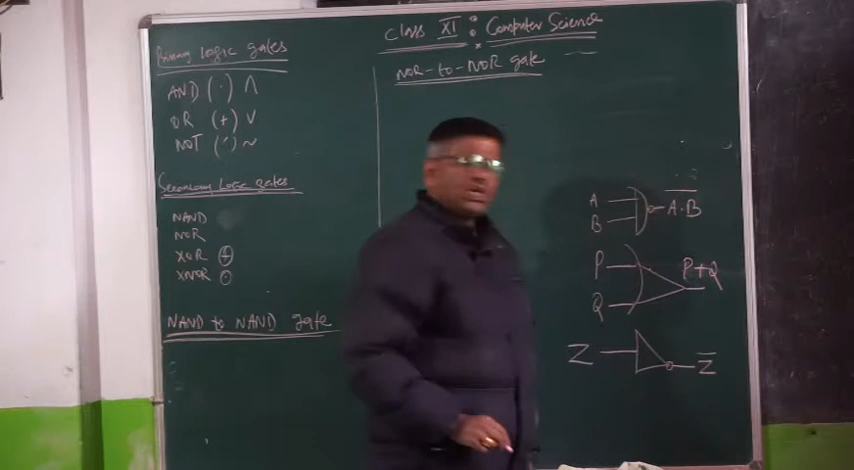 Class XI : Computer Science
Primary Logic gates
AND (·) ∧
OR (+) ∨
NOT (′) ~
Secondary Logic gates
NAND
NOR
XOR ⊕
XNOR ⊙
NAND to NAND gate
NOR-to-NOR gate
A
B
A̅·̅B̅
P
Q
P+Q
Z
Z̅